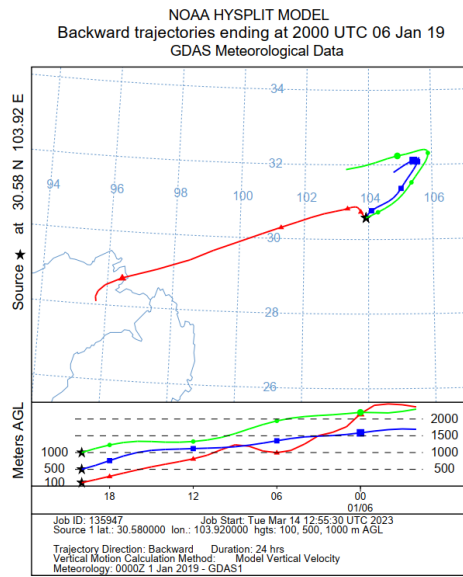 NOAA HYSPLIT MODEL
Backward trajectories ending at 2000 UTC 06 Jan 19
GDAS Meteorological Data
Source ★ at 30.58 N 103.92 E
34
94
96
98
100
102
104
32
106
30
28
26
Meters AGL
2000
1500
1000
1000
500
500
100
18
12
06
00
01/06
Job ID: 135947 Job Start: Tue Mar 14 12:55:30 UTC 2023
Source 1 lat.: 30.580000 lon.: 103.920000 hgts: 100, 500, 1000 m AGL
Trajectory Direction: Backward Duration: 24 hrs
Vertical Motion Calculation Method: Model Vertical Velocity
Meteorology: 0000Z 1 Jan 2019 - GDAS1